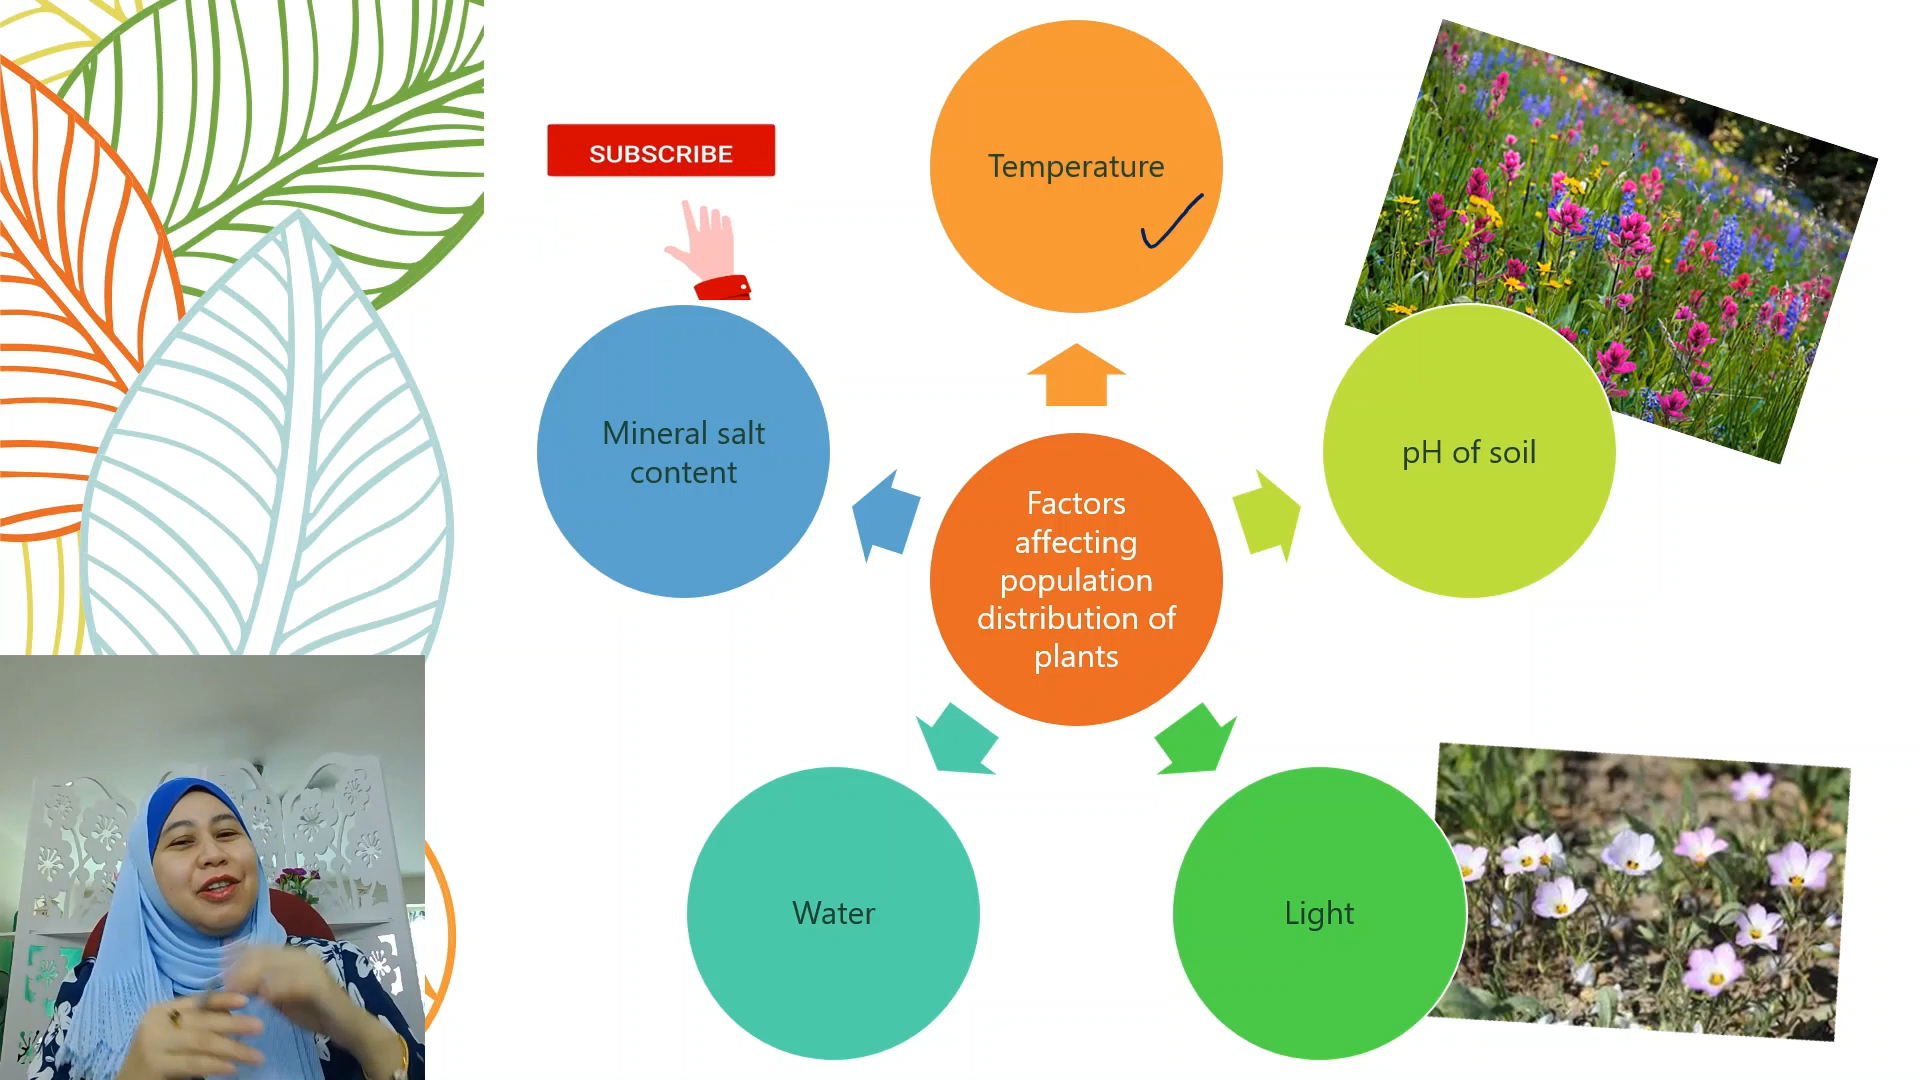 SUBSCRIBE
Temperature
Mineral salt
content
pH of soil
Factors
affecting
population
distribution of
plants
Water
Light